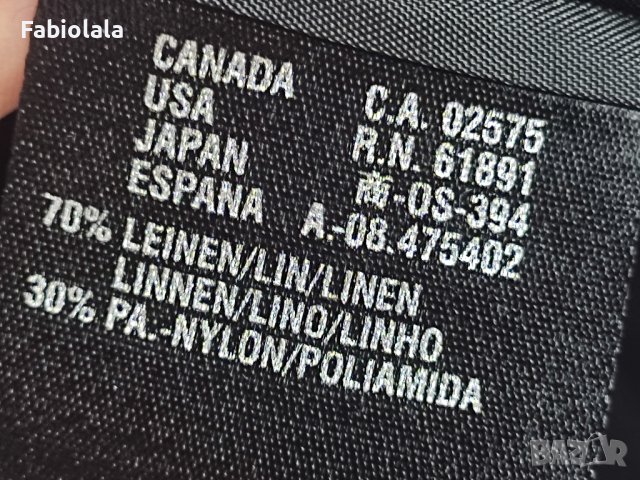 Fabiolala
CANADA C.A. 02575
USA R.N. 61891
JAPAN 商-OS-394
ESPANA A.-08.475402
70% LEINEN/LIN/LINEN
LINNEN/LINO/LINHO
30% PA.-NYLON/POLIAMIDA
BAZAR